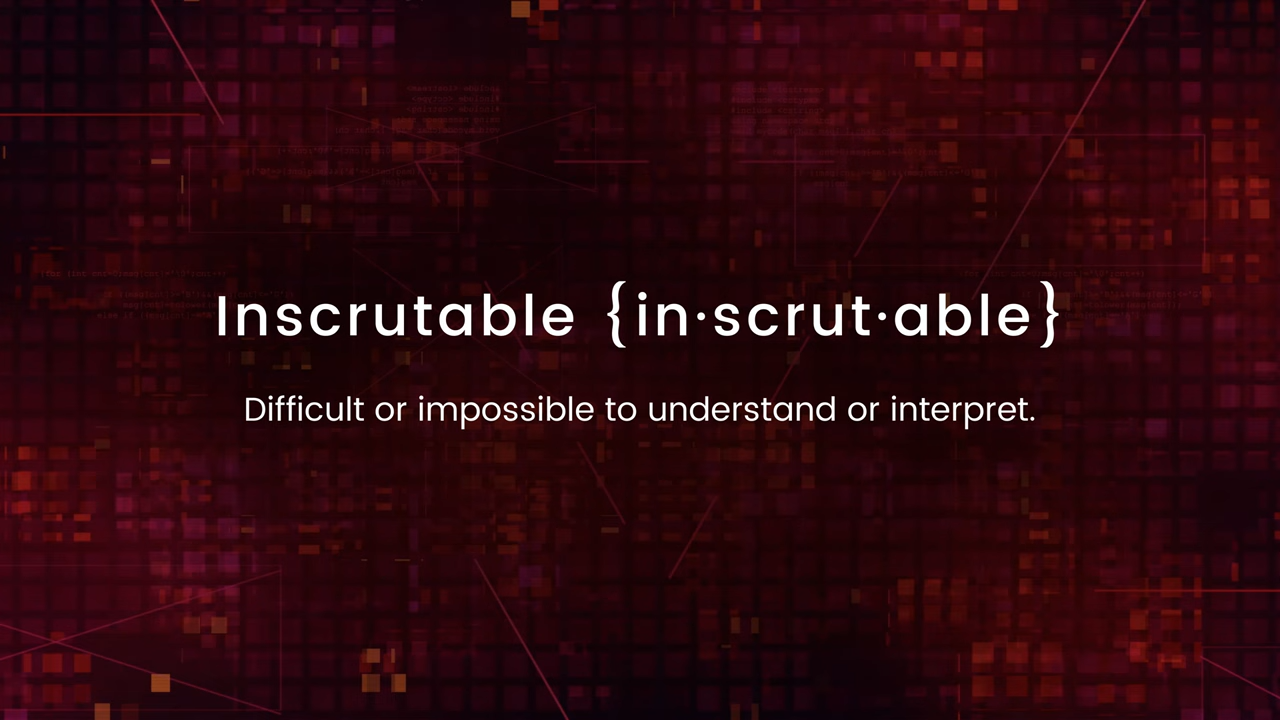 Inscrutable {in·scrut·able}
Difficult or impossible to understand or interpret.